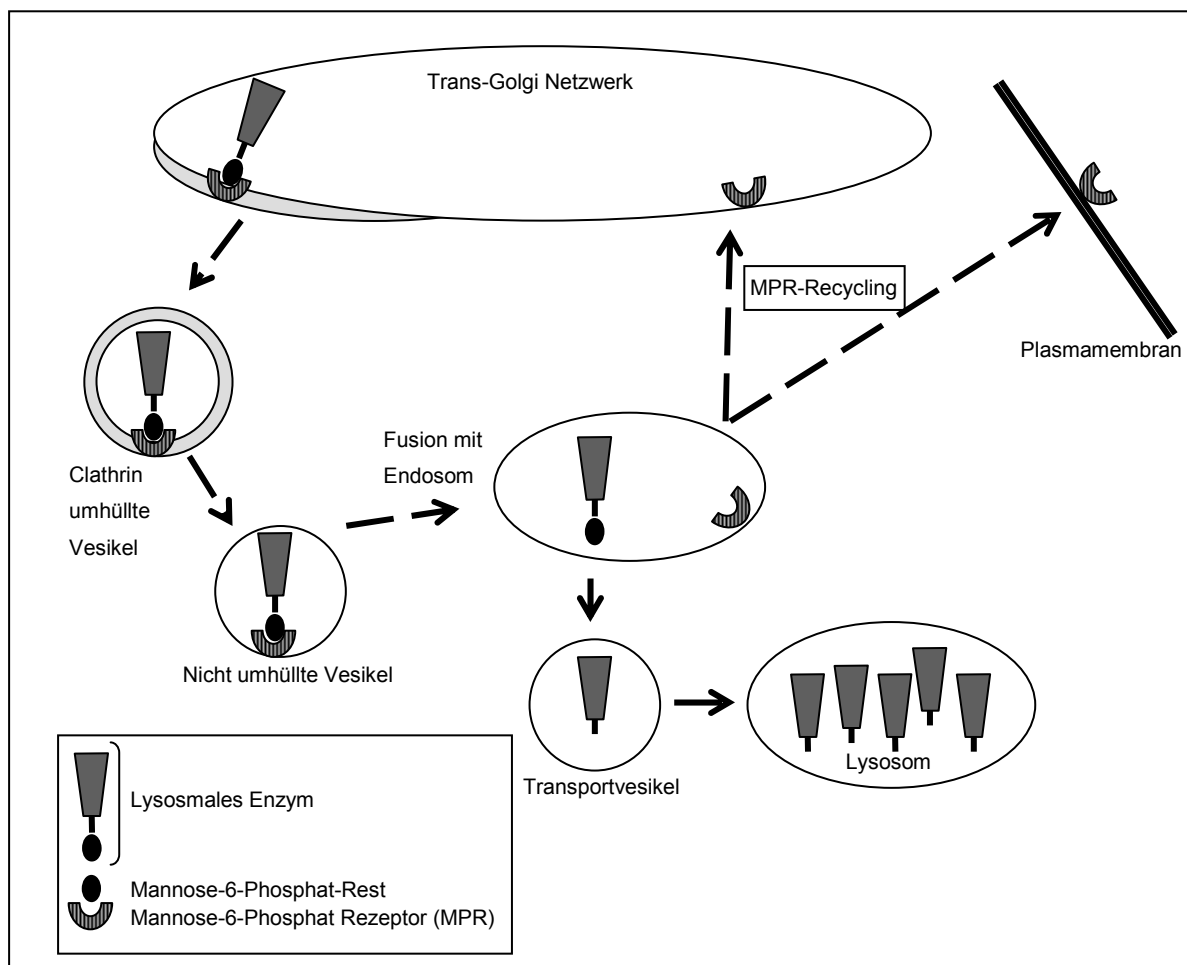 Trans-Golgi Netzwerk
MPR-Recycling
Plasmamembran
Fusion mit
Endosom
Clathrin
umhüllte
Vesikel
Nicht umhüllte Vesikel
Transportvesikel
Lysosom
Lysosmales Enzym
Mannose-6-Phosphat-Rest
Mannose-6-Phosphat Rezeptor (MPR)